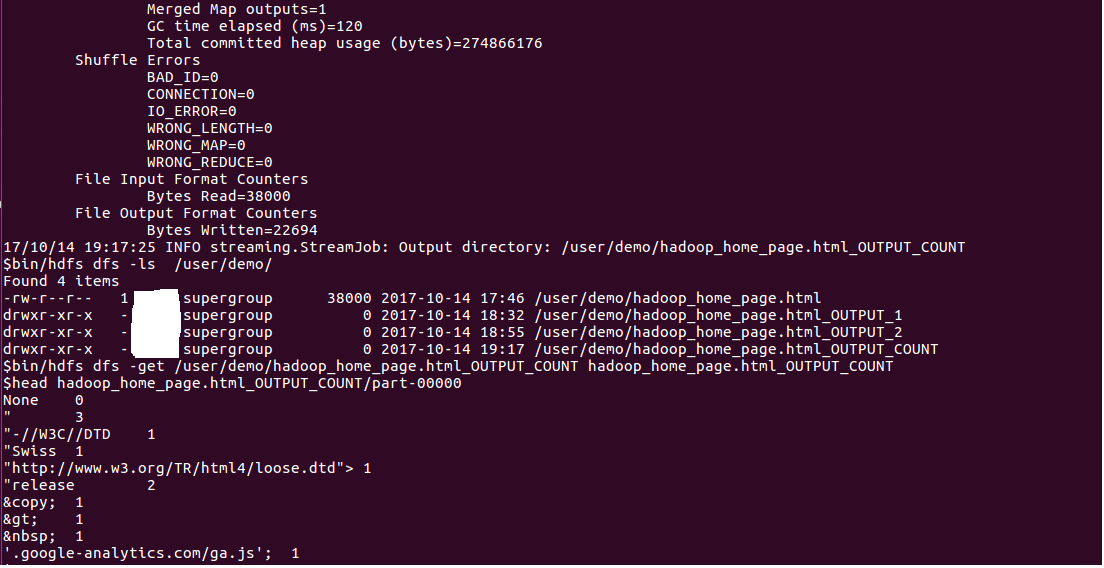 Merged Map outputs=1
GC time elapsed (ms)=120
Total committed heap usage (bytes)=274866176
Shuffle Errors
BAD_ID=0
CONNECTION=0
IO_ERROR=0
WRONG_LENGTH=0
WRONG_MAP=0
WRONG_REDUCE=0
File Input Format Counters
Bytes Read=38000
File Output Format Counters
Bytes Written=22694
17/10/14 19:17:25 INFO streaming.StreamJob: Output directory: /user/demo/hadoop_home_page.html_OUTPUT_COUNT
$bin/hdfs dfs -ls  /user/demo/
Found 4 items
-rw-r--r--   1 supergroup      38000 2017-10-14 17:46 /user/demo/hadoop_home_page.html
drwxr-xr-x   - supergroup          0 2017-10-14 18:32 /user/demo/hadoop_home_page.html_OUTPUT_1
drwxr-xr-x   - supergroup          0 2017-10-14 18:55 /user/demo/hadoop_home_page.html_OUTPUT_2
drwxr-xr-x   - supergroup          0 2017-10-14 19:17 /user/demo/hadoop_home_page.html_OUTPUT_COUNT
$bin/hdfs dfs -get /user/demo/hadoop_home_page.html_OUTPUT_COUNT hadoop_home_page.html_OUTPUT_COUNT
$head hadoop_home_page.html_OUTPUT_COUNT/part-00000
None    0
"       3
"-//W3C//DTD    1
"Swiss  1
"http://www.w3.org/TR/html4/loose.dtd"> 1
"release        2
&copy;  1
&gt;    1
&nbsp;  1
'.google-analytics.com/ga.js';  1